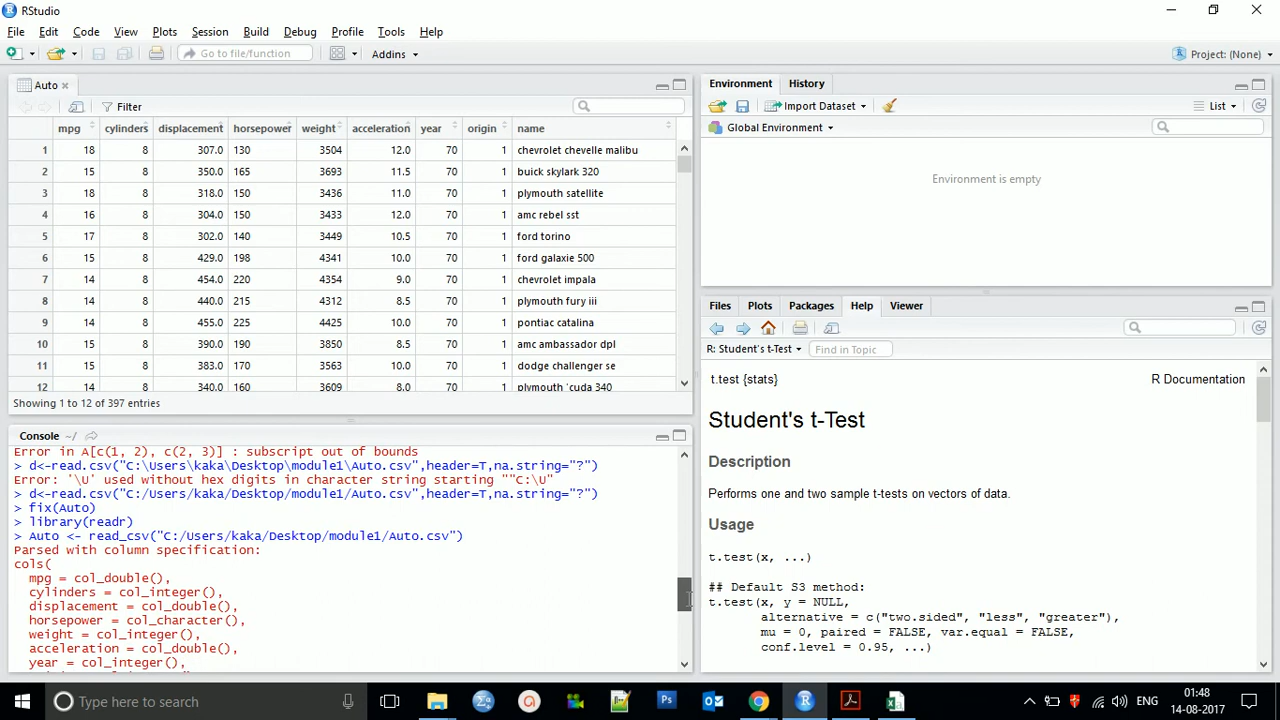 RStudio
File Edit Code View Plots Session Build Debug Profile Tools Help
Go to file/function Addins Project: (None)
Auto
Filter
mpg cylinders displacement horsepower weight acceleration year origin name
1 18 8 307.0 130 3504 12.0 70 1 chevrolet chevelle malibu
2 15 8 350.0 165 3693 11.5 70 1 buick skylark 320
3 18 8 318.0 150 3436 11.0 70 1 plymouth satellite
4 16 8 304.0 150 3433 12.0 70 1 amc rebel sst
5 17 8 302.0 140 3449 10.5 70 1 ford torino
6 15 8 429.0 198 4341 10.0 70 1 ford galaxie 500
7 14 8 454.0 220 4354 9.0 70 1 chevrolet impala
8 14 8 440.0 215 4312 8.5 70 1 plymouth fury iii
9 14 8 455.0 225 4425 10.0 70 1 pontiac catalina
10 15 8 390.0 190 3850 8.5 70 1 amc ambassador dpl
11 15 8 383.0 170 3563 10.0 70 1 dodge challenger se
12 14 8 340.0 160 3609 8.0 70 1 plymouth 'cuda 340
Showing 1 to 12 of 397 entries
Console ~/
Error in A[c(1, 2), c(2, 3)] : subscript out of bounds
> d<-read.csv("C:\Users\kaka\Desktop\module1\Auto.csv",header=T,na.string="?")
Error: '\U' used without hex digits in character string starting ""C:\U"
> d<-read.csv("C:/Users/kaka/Desktop/module1/Auto.csv",header=T,na.string="?")
> fix(Auto)
> library(readr)
> Auto <- read_csv("C:/Users/kaka/Desktop/module1/Auto.csv")
Parsed with column specification:
cols(
mpg = col_double(),
cylinders = col_integer(),
displacement = col_double(),
horsepower = col_character(),
weight = col_integer(),
acceleration = col_double(),
year = col_integer(),
Environment History
Import Dataset List
Global Environment
Environment is empty
Files Plots Packages Help Viewer
R: Student's t-Test Find in Topic
t.test {stats} R Documentation
Student's t-Test
Description
Performs one and two sample t-tests on vectors of data.
Usage
t.test(x, ...)
## Default S3 method:
t.test(x, y = NULL,
alternative = c("two.sided", "less", "greater"),
mu = 0, paired = FALSE, var.equal = FALSE,
conf.level = 0.95, ...)
Type here to search
ENG
01:48
14-08-2017